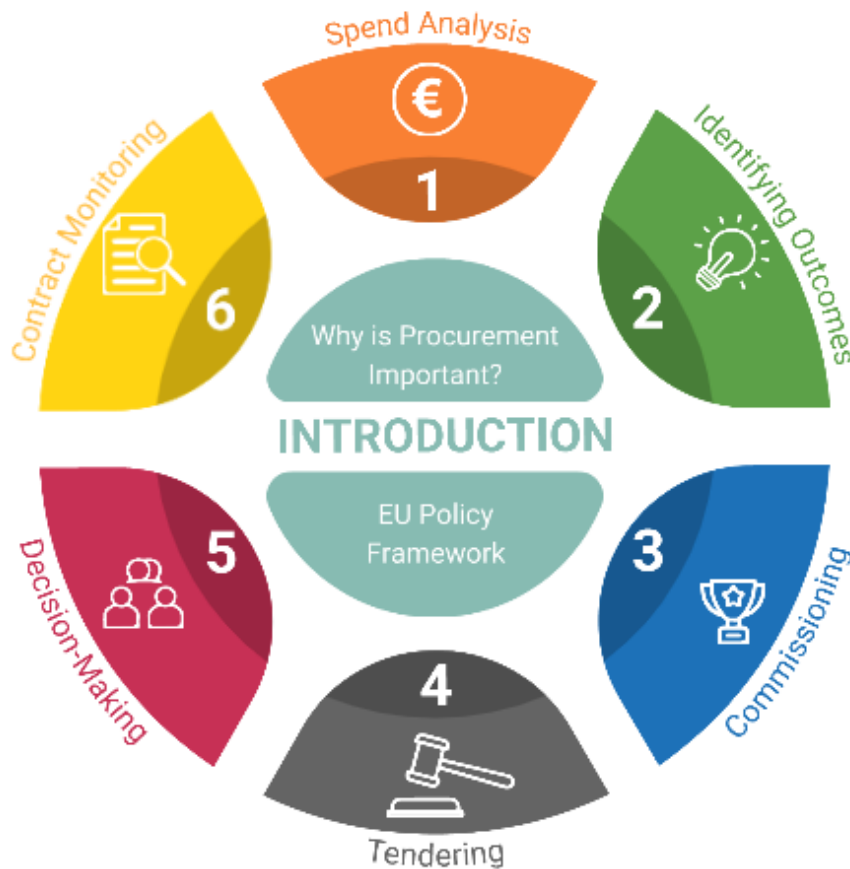 Spend Analysis
€
1
Identifying Outcomes
2
Commissioning
3
4
Tendering
Decision-Making
5
Contract Monitoring
6
Why is Procurement
Important?
INTRODUCTION
EU Policy
Framework